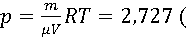 p = \frac{m}{\mu V} RT = 2,727 (